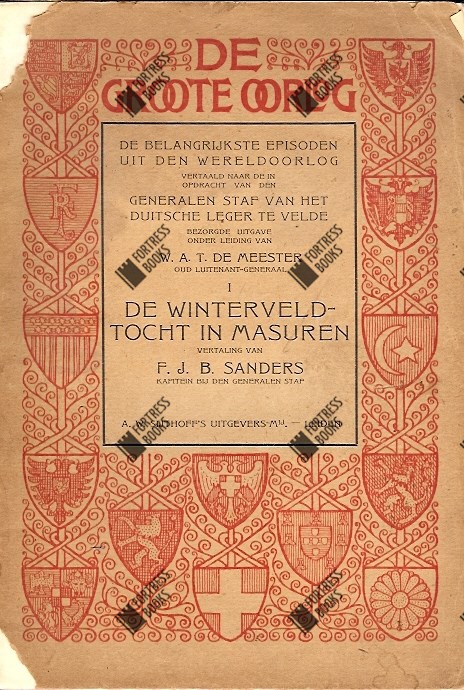 DE
GROOTE OORLOG
DE BELANGRIJKSTE EPISODEN
UIT DEN WERELDOORLOG
VERTAALD NAAR DE IN
OPDRACHT VAN DEN
GENERALEN STAF VAN HET
DUITSCHE LEGER TE VELDE
BEZORGDE UITGAVE
ONDER LEIDING VAN
W. A. T. DE MEESTER
OUD LUITENANT-GENERAAL
I
DE WINTERVELD-
TOCHT IN MASUREN
VERTALING VAN
F. J. B. SANDERS
KAPITEIN BIJ DEN GENERALEN STAF
A. W. SIJTHOFF'S UITGEVERS-Mij. — LEIDEN
R I
FORTRESS BOOKS
FORTRESS BOOKS
FORTRESS BOOKS
FORTRESS BOOKS
FORTRESS BOOKS
FORTRESS BOOKS
FORTRESS BOOKS
FORTRESS BOOKS